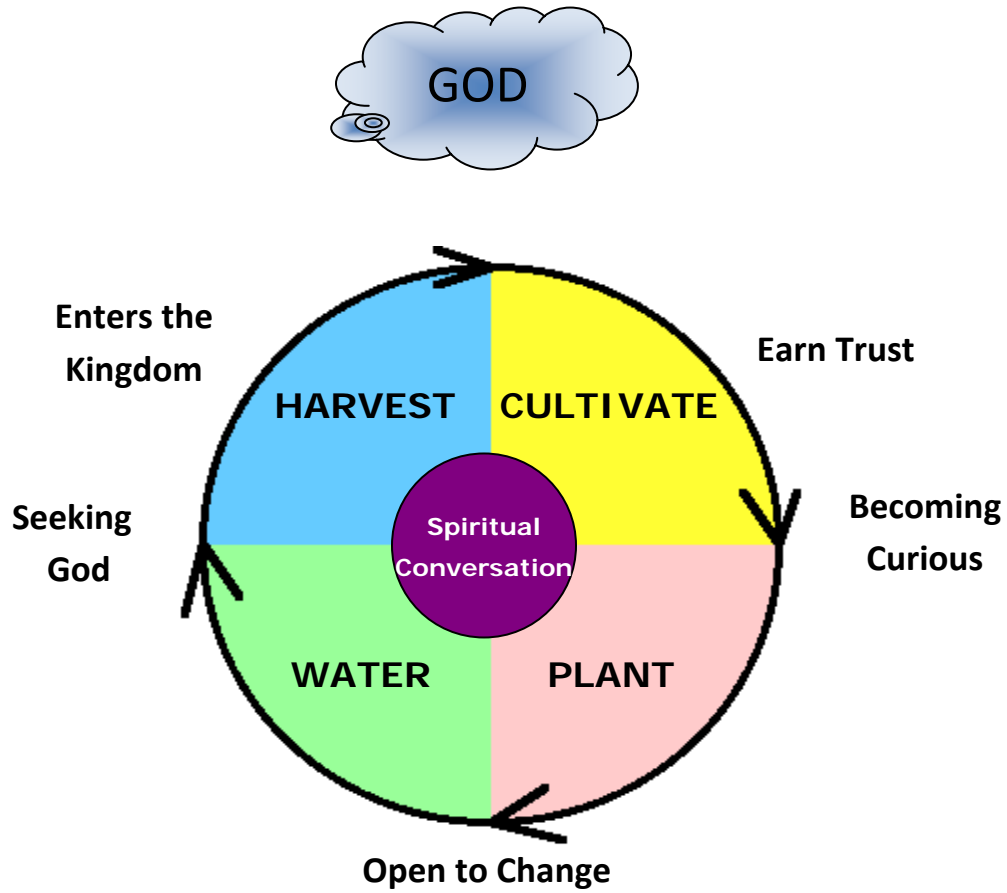 GOD
Enters the
Kingdom
Earn Trust
HARVEST
CULTIVATE
Seeking
God
Spiritual
Conversation
Becoming
Curious
WATER
PLANT
Open to Change